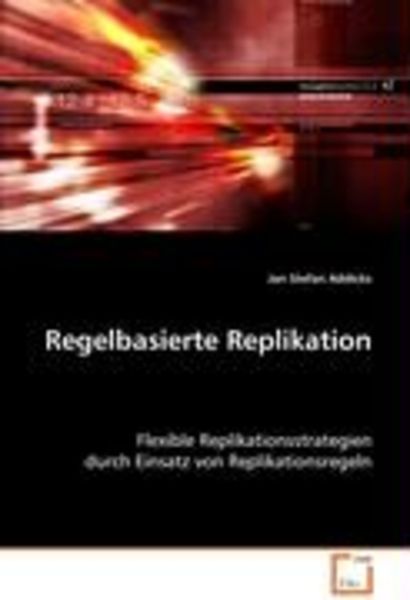 Jan Stefan Addicks
Regelbasierte Replikation
Flexible Replikationsstrategien
durch Einsatz von Replikationsregeln